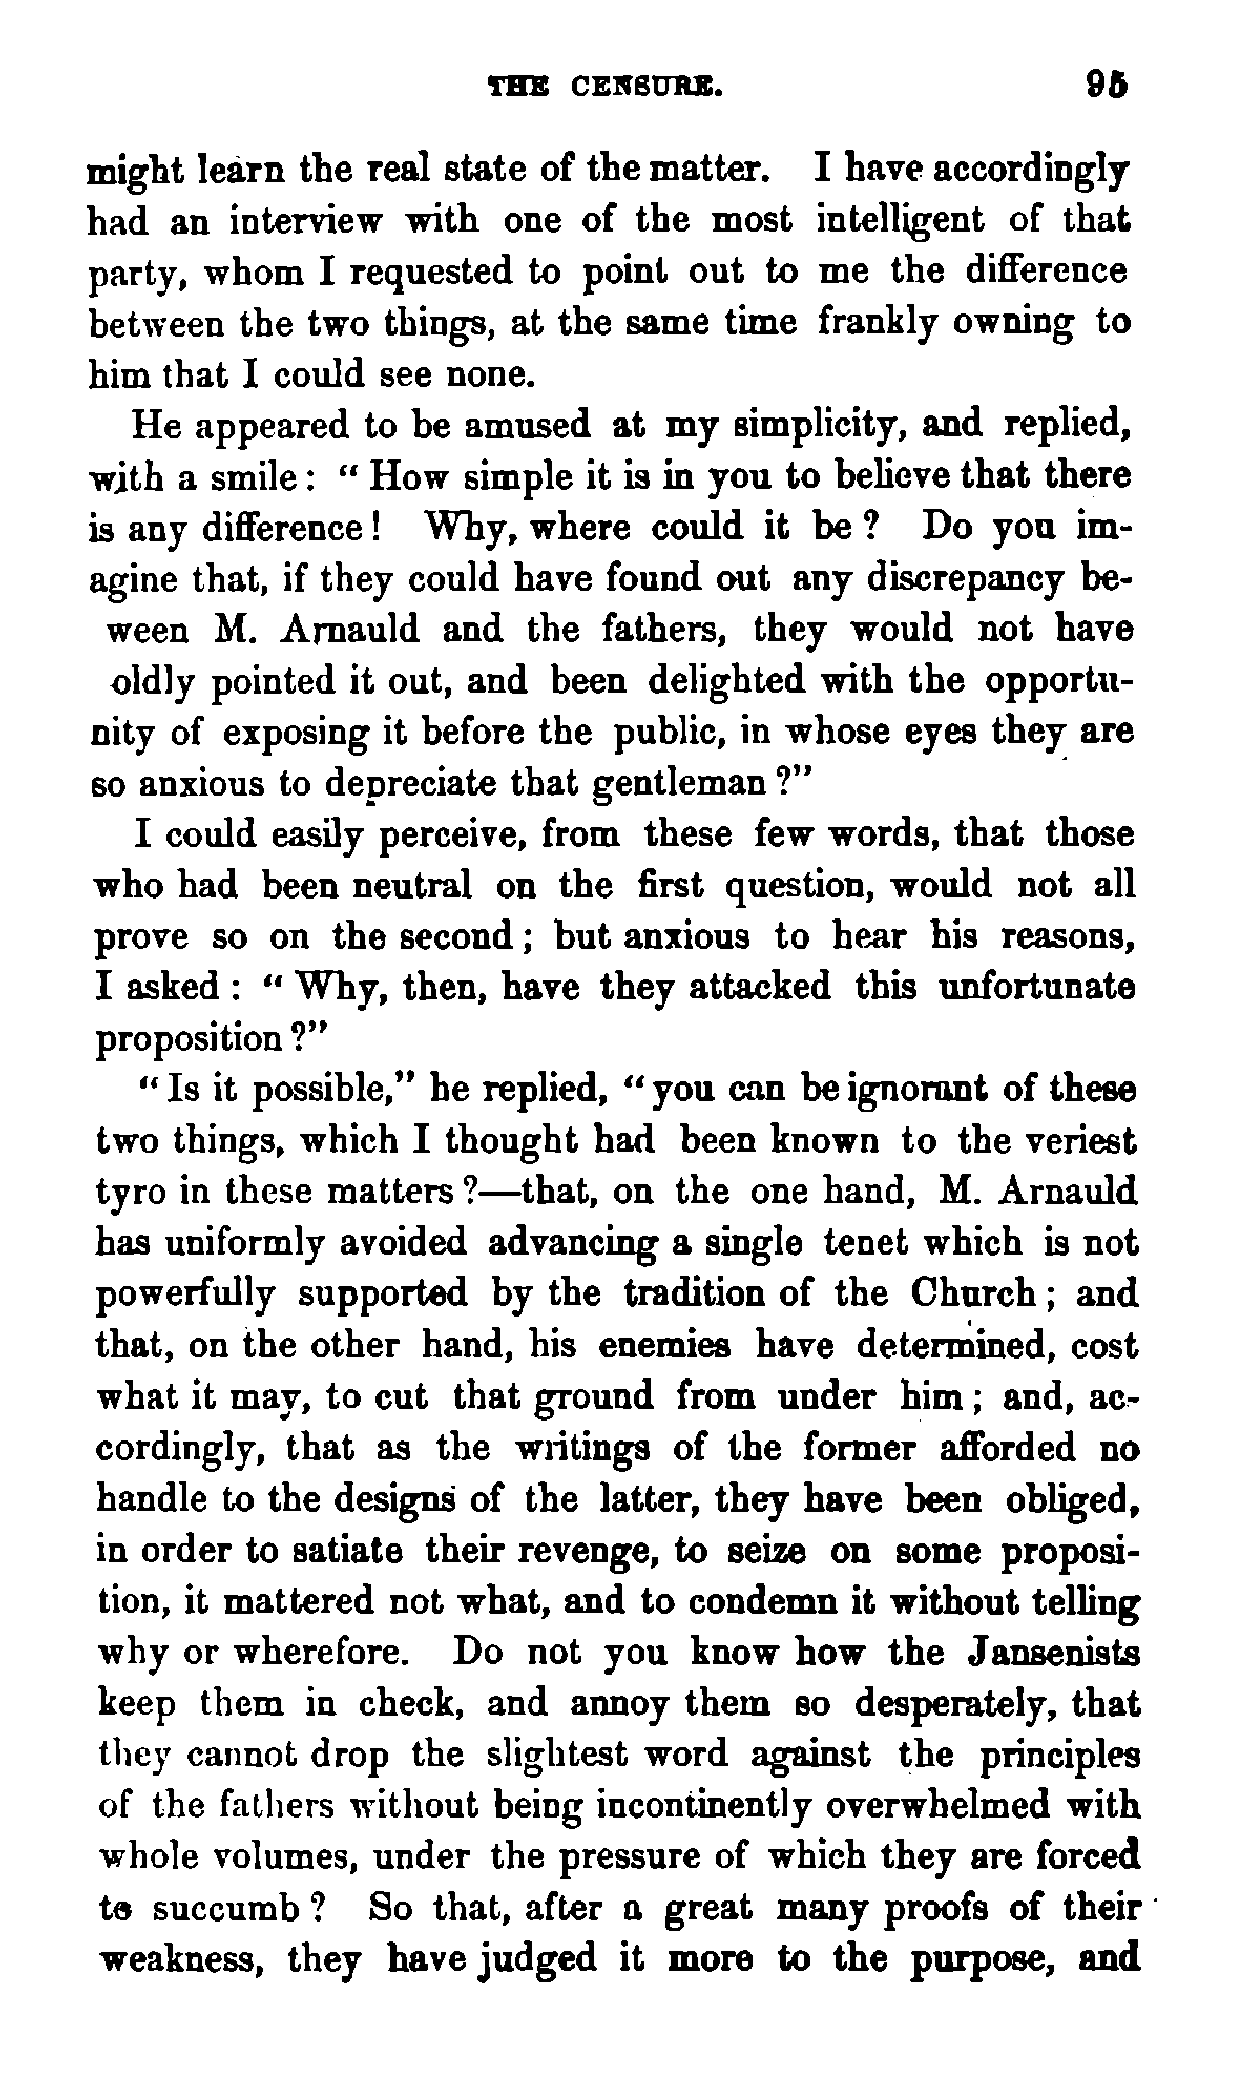 THE CENSURE. 95
might learn the real state of the matter. I have accordingly
had an interview with one of the most intelligent of that
party, whom I requested to point out to me the difference
between the two things, at the same time frankly owning to
him that I could see none.
He appeared to be amused at my simplicity, and replied,
with a smile: "How simple it is in you to believe that there
is any difference! Why, where could it be? Do you im-
agine that, if they could have found out any discrepancy be-
ween M. Arnauld and the fathers, they would not have
oldly pointed it out, and been delighted with the opportu-
nity of exposing it before the public, in whose eyes they are
so anxious to depreciate that gentleman?"
I could easily perceive, from these few words, that those
who had been neutral on the first question, would not all
prove so on the second; but anxious to hear his reasons,
I asked: "Why, then, have they attacked this unfortunate
proposition?"
"Is it possible," he replied, "you can be ignorant of these
two things, which I thought had been known to the veriest
tyro in these matters?—that, on the one hand, M. Arnauld
has uniformly avoided advancing a single tenet which is not
powerfully supported by the tradition of the Church; and
that, on the other hand, his enemies have determined, cost
what it may, to cut that ground from under him; and, ac-
cordingly, that as the writings of the former afforded no
handle to the designs of the latter, they have been obliged,
in order to satiate their revenge, to seize on some proposi-
tion, it mattered not what, and to condemn it without telling
why or wherefore. Do not you know how the Jansenists
keep them in check, and annoy them so desperately, that
they cannot drop the slightest word against the principles
of the fathers without being incontinently overwhelmed with
whole volumes, under the pressure of which they are forced
to succumb? So that, after a great many proofs of their
weakness, they have judged it more to the purpose, and